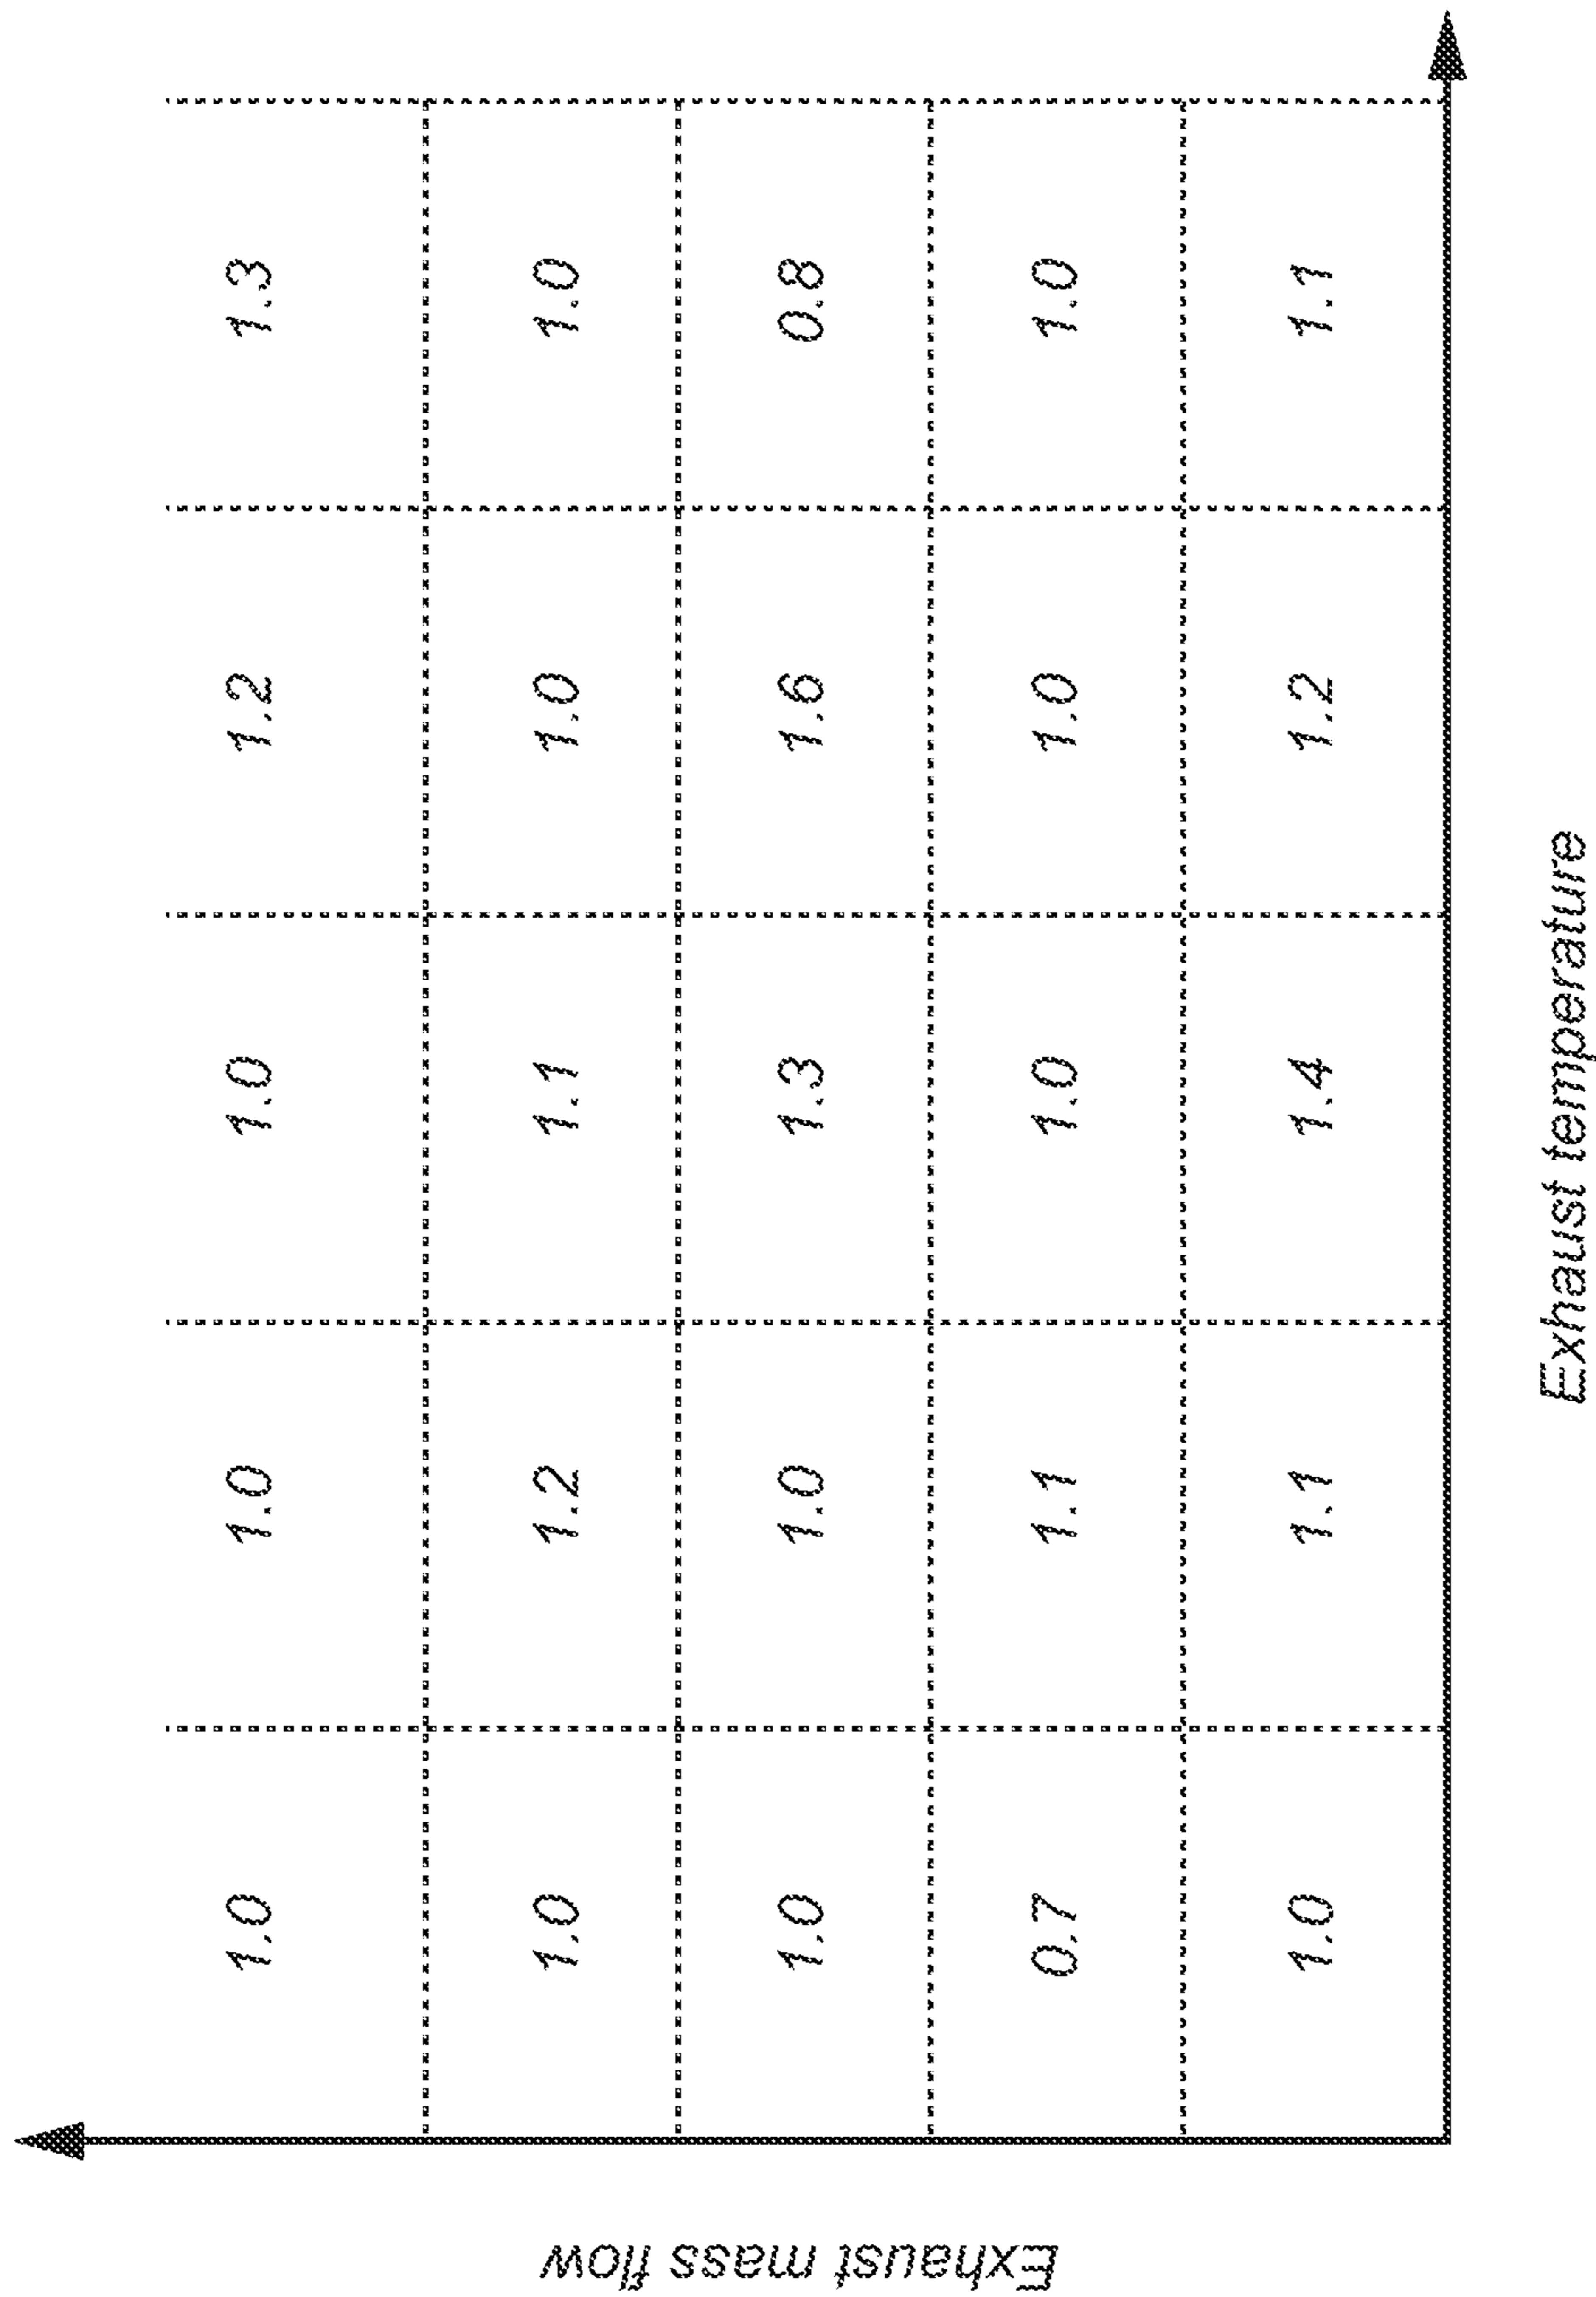 Exhaust mass flow
1.0 1.0 1.0 1.2 1.3
1.0 1.2 1.1 1.0 1.0
1.0 1.0 1.3 1.6 0.8
0.7 1.1 1.0 1.0 1.0
1.0 1.1 1.4 1.2 1.1
Exhaust temperature